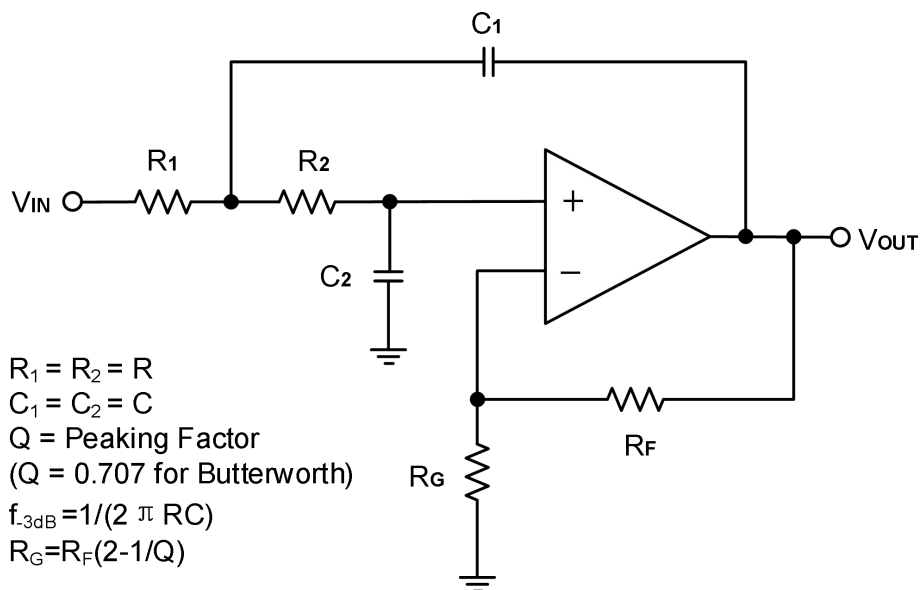 C1
R1
R2
VIN
+
VOUT
C2
−
R1 = R2 = R
C1 = C2 = C
Q = Peaking Factor
(Q = 0.707 for Butterworth)
f-3dB =1/(2 π RC)
RG=RF(2-1/Q)
RF
RG